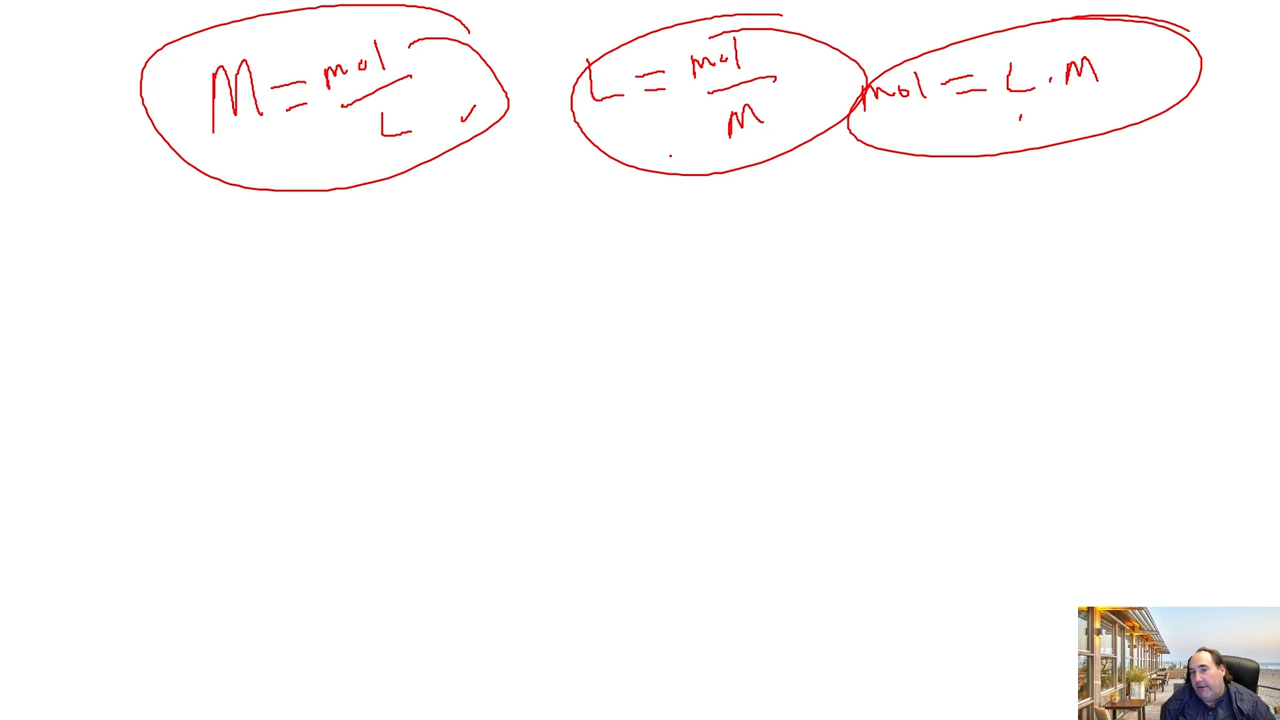 M = mol/L, L = mol/M mol = L · M